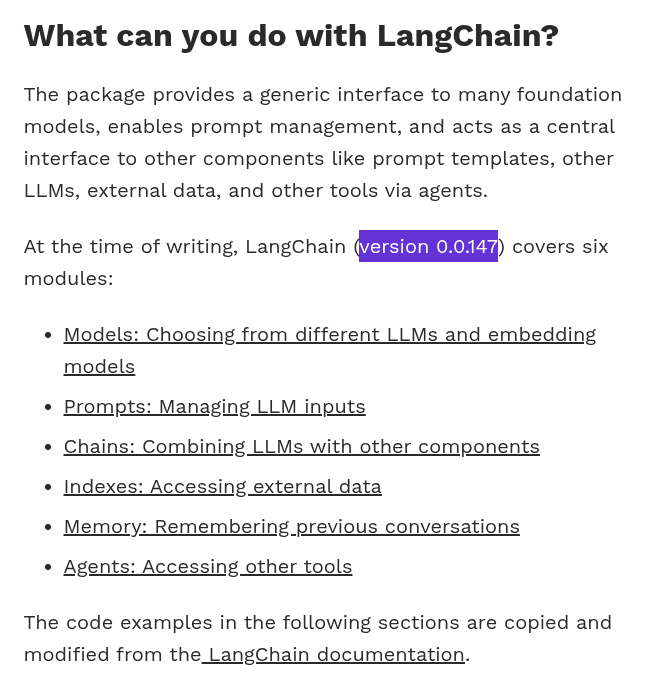 What can you do with LangChain?
The package provides a generic interface to many foundation
models, enables prompt management, and acts as a central
interface to other components like prompt templates, other
LLMs, external data, and other tools via agents.
At the time of writing, LangChain (version 0.0.147) covers six
modules:
• Models: Choosing from different LLMs and embedding
models
• Prompts: Managing LLM inputs
• Chains: Combining LLMs with other components
• Indexes: Accessing external data
• Memory: Remembering previous conversations
• Agents: Accessing other tools
The code examples in the following sections are copied and
modified from the LangChain documentation.